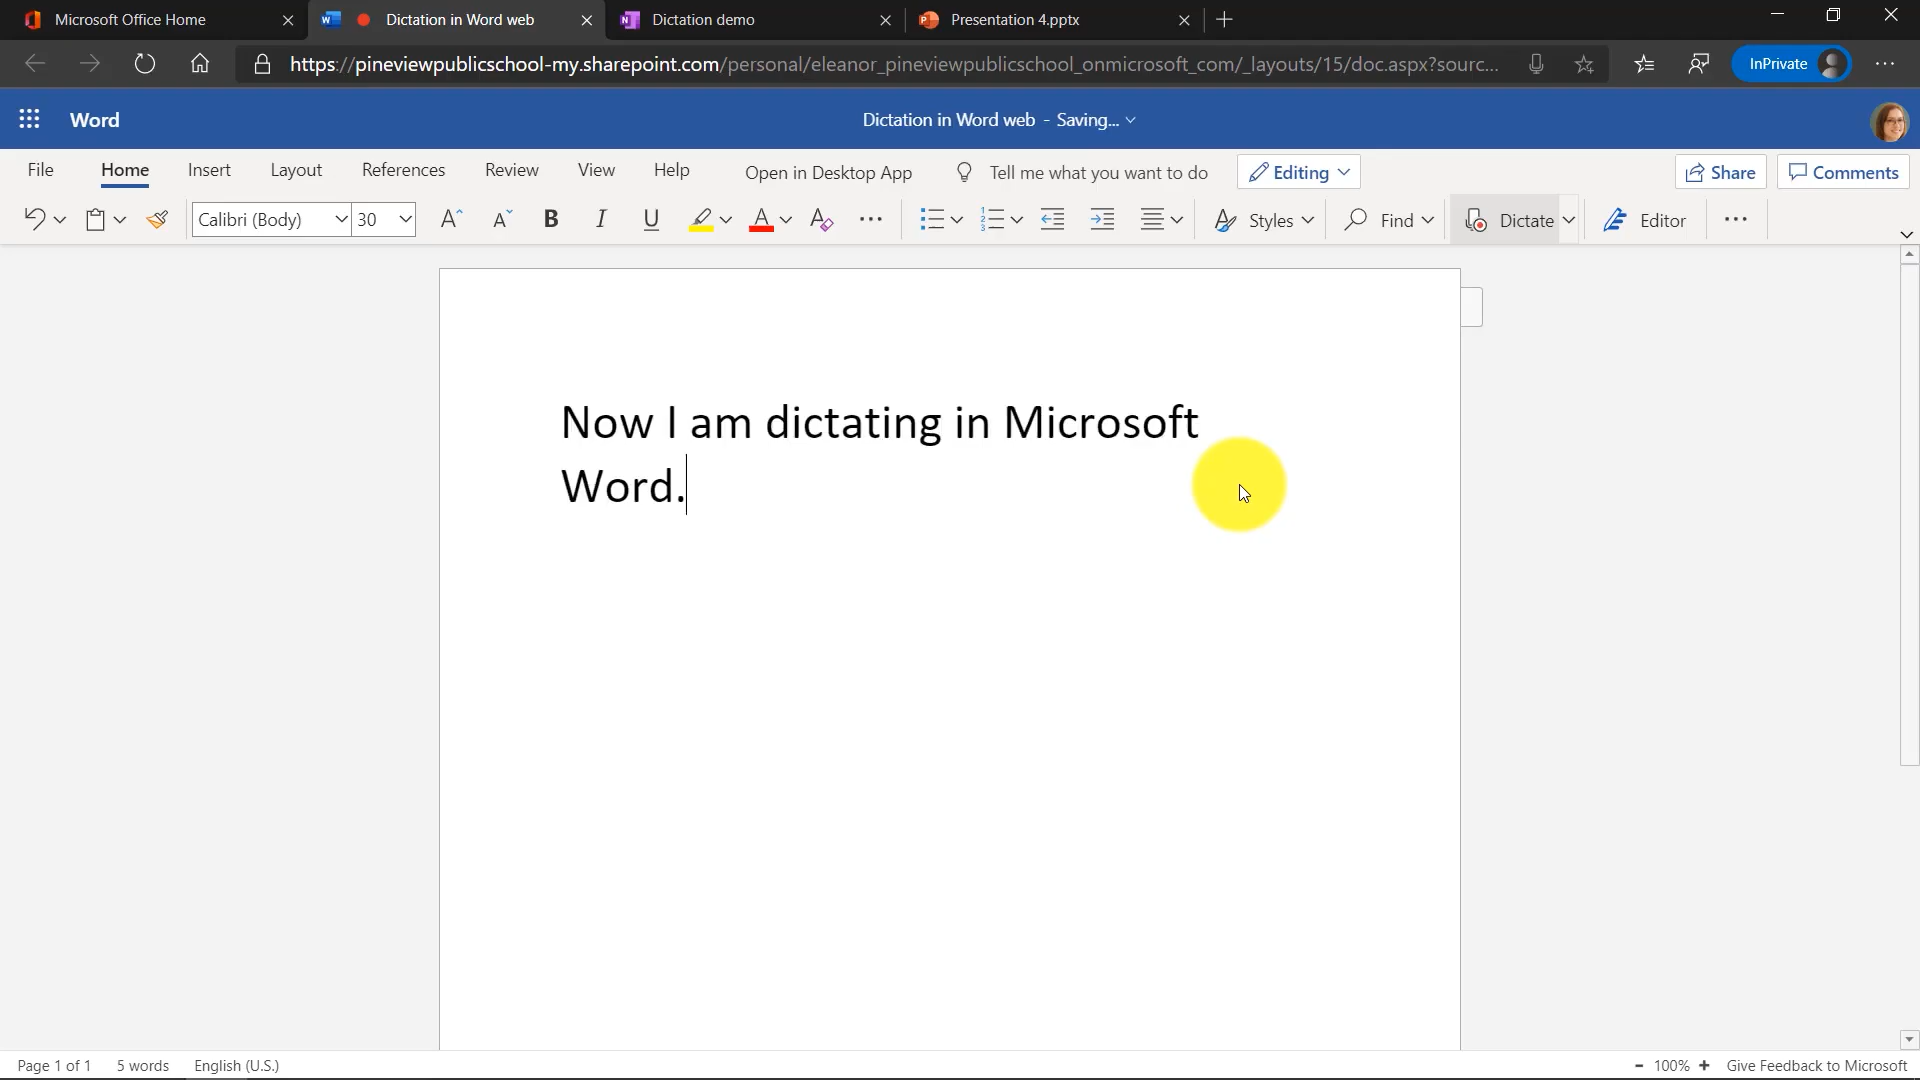 Microsoft Office Home
Dictation in Word web
Dictation demo
Presentation 4.pptx
https://pineviewpublicschool-my.sharepoint.com/personal/eleanor_pineviewpublicschool_onmicrosoft_com/_layouts/15/doc.aspx?sourc...
InPrivate
Word
Dictation in Word web - Saving...
File Home Insert Layout References Review View Help Open in Desktop App Tell me what you want to do Editing Share Comments
Calibri (Body) 30 Styles Find Dictate Editor
Now I am dictating in Microsoft
Word.
Page 1 of 1 5 words English (U.S.) - 100% + Give Feedback to Microsoft